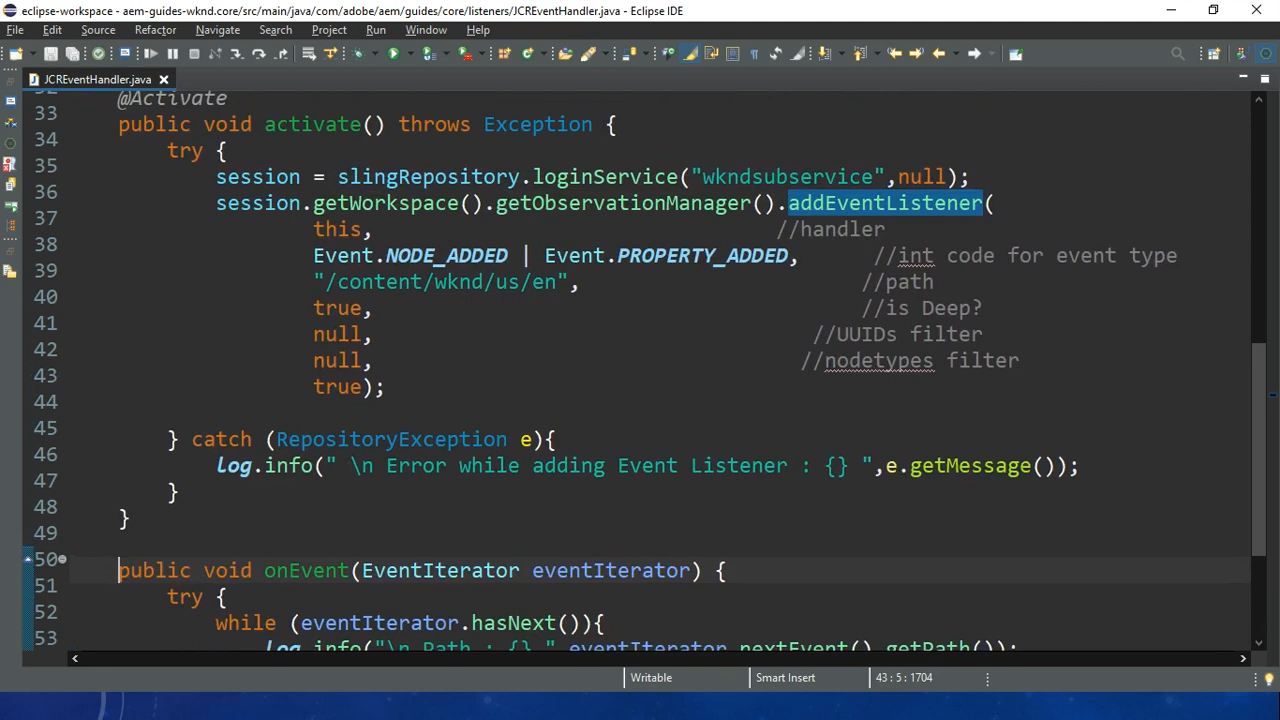 eclipse-workspace - aem-guides-wknd.core/src/main/java/com/adobe/aem/guides/core/listeners/JCREventHandler.java - Eclipse IDE
File Edit Source Refactor Navigate Search Project Run Window Help
JCREventHandler.java
@Activate
33 public void activate() throws Exception {
34 try {
35 session = slingRepository.loginService("wkndsubservice",null);
36 session.getWorkspace().getObservationManager().addEventListener(
37 this, //handler
38 Event.NODE_ADDED | Event.PROPERTY_ADDED, //int code for event type
39 "/content/wknd/us/en", //path
40 true, //is Deep?
41 null, //UUIDs filter
42 null, //nodetypes filter
43 true);
44
45 } catch (RepositoryException e){
46 log.info(" \n Error while adding Event Listener : {} ",e.getMessage());
47 }
48 }
49
50 public void onEvent(EventIterator eventIterator) {
51 try {
52 while (eventIterator.hasNext()){
53 log.info("\n Path : {} ",eventIterator.nextEvent().getPath());
Writable Smart Insert 43 : 5 : 1704